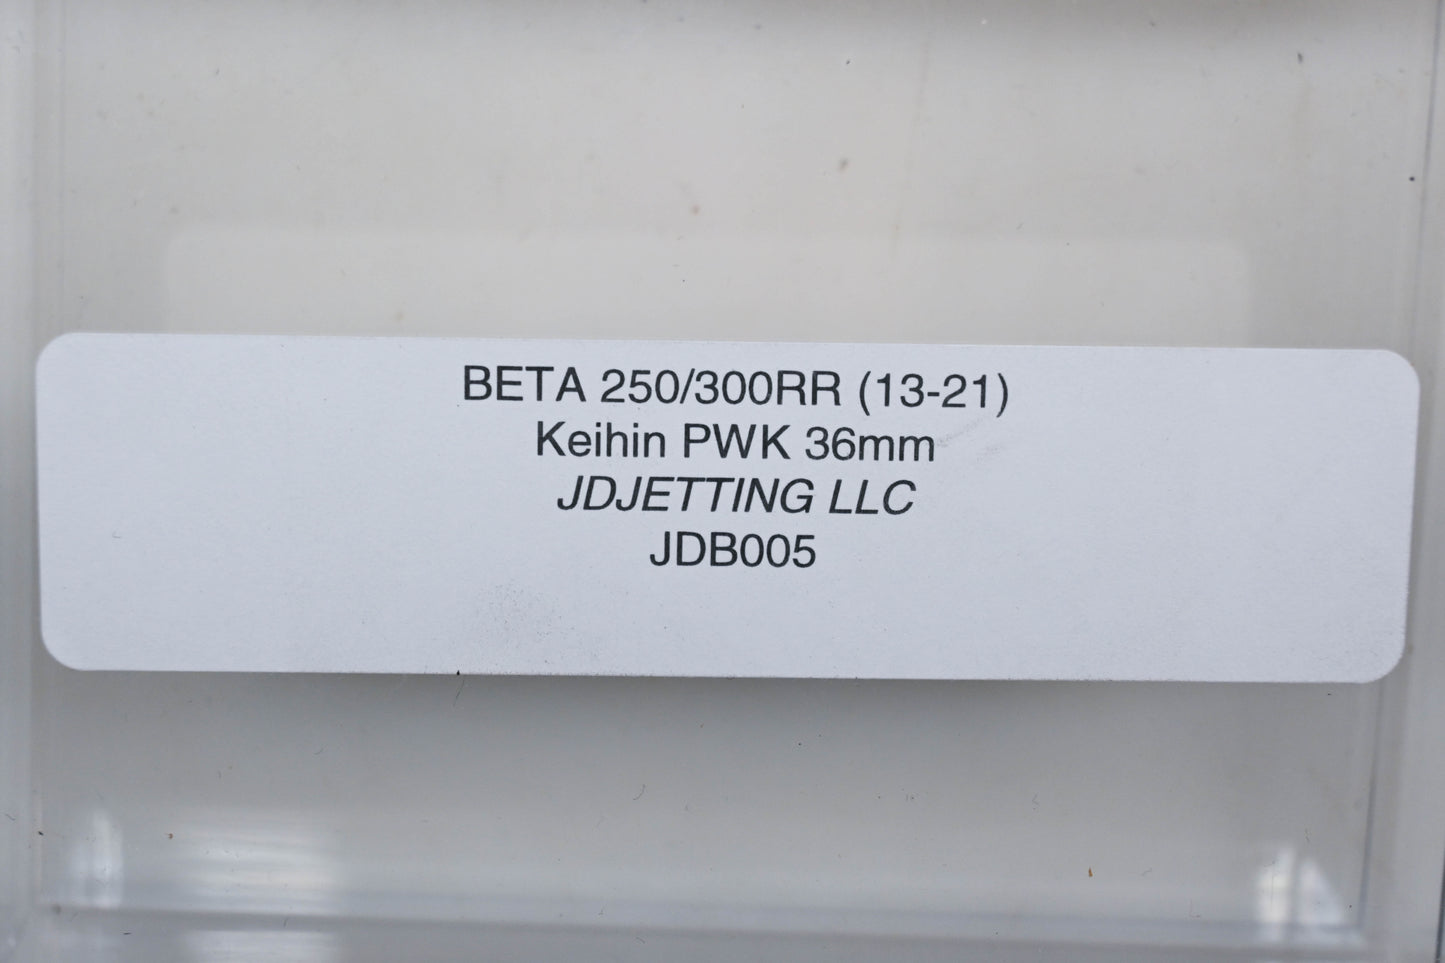 BETA 250/300RR (13-21)
Keihin PWK 36mm
JDJETTING LLC
JDB005